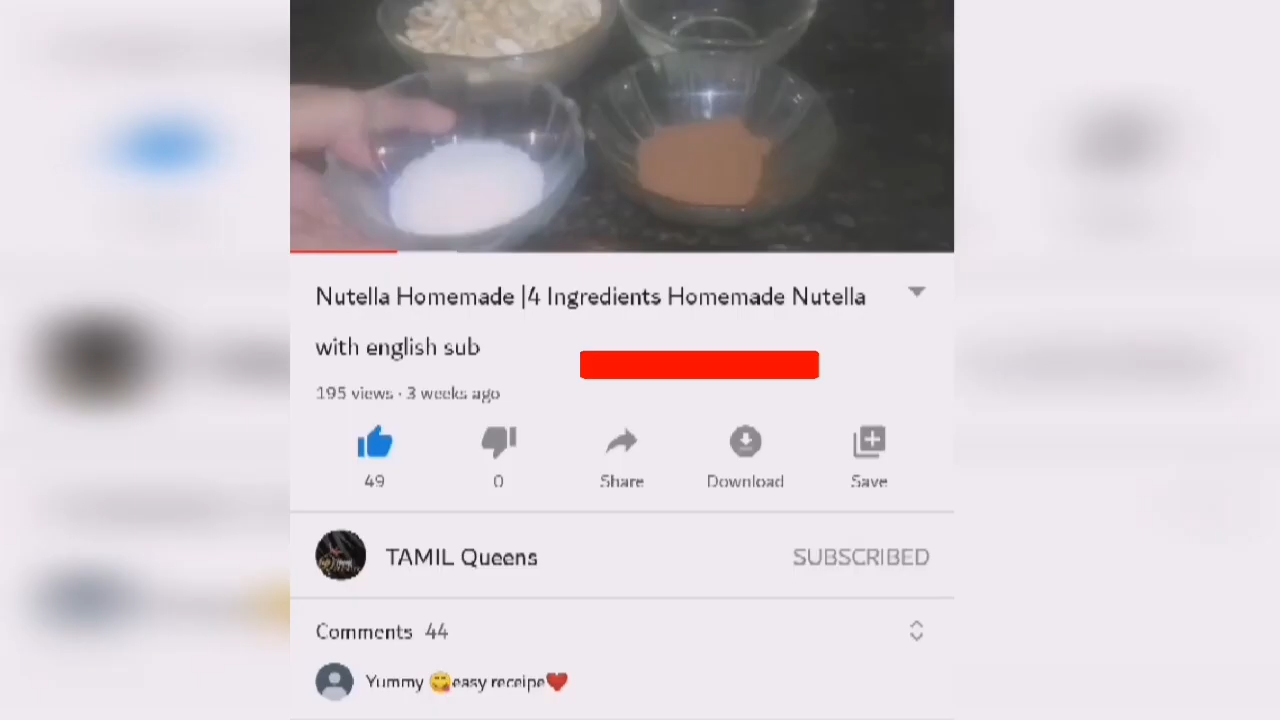 Nutella Homemade |4 Ingredients Homemade Nutella
with english sub
195 views · 3 weeks ago
49
0
Share
Download
Save
TAMIL Queens
SUBSCRIBED
Comments 44
Yummy 😋easy receipe❤️